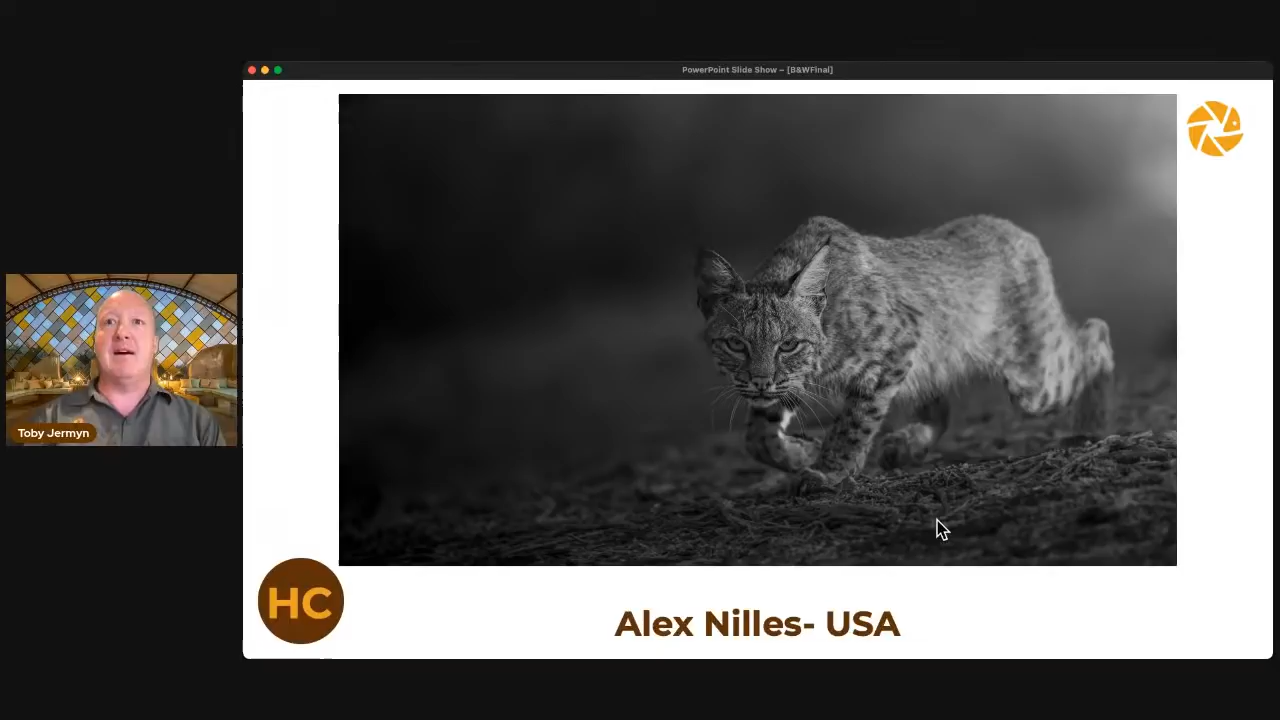 PowerPoint Slide Show – [B&WFinal]
Toby Jermyn
HC
Alex Nilles- USA